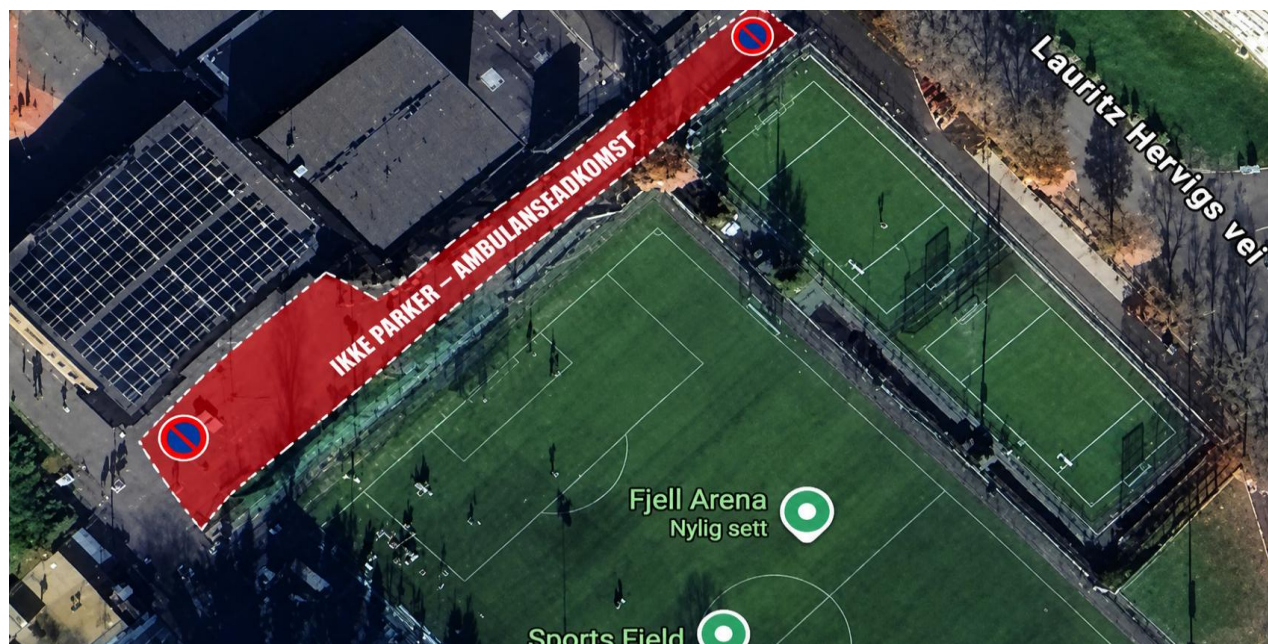 Lauritz Hervigs vei
IKKE PARKER – AMBULANSEADKOMST
Fjell Arena
Nylig sett
Sports Field